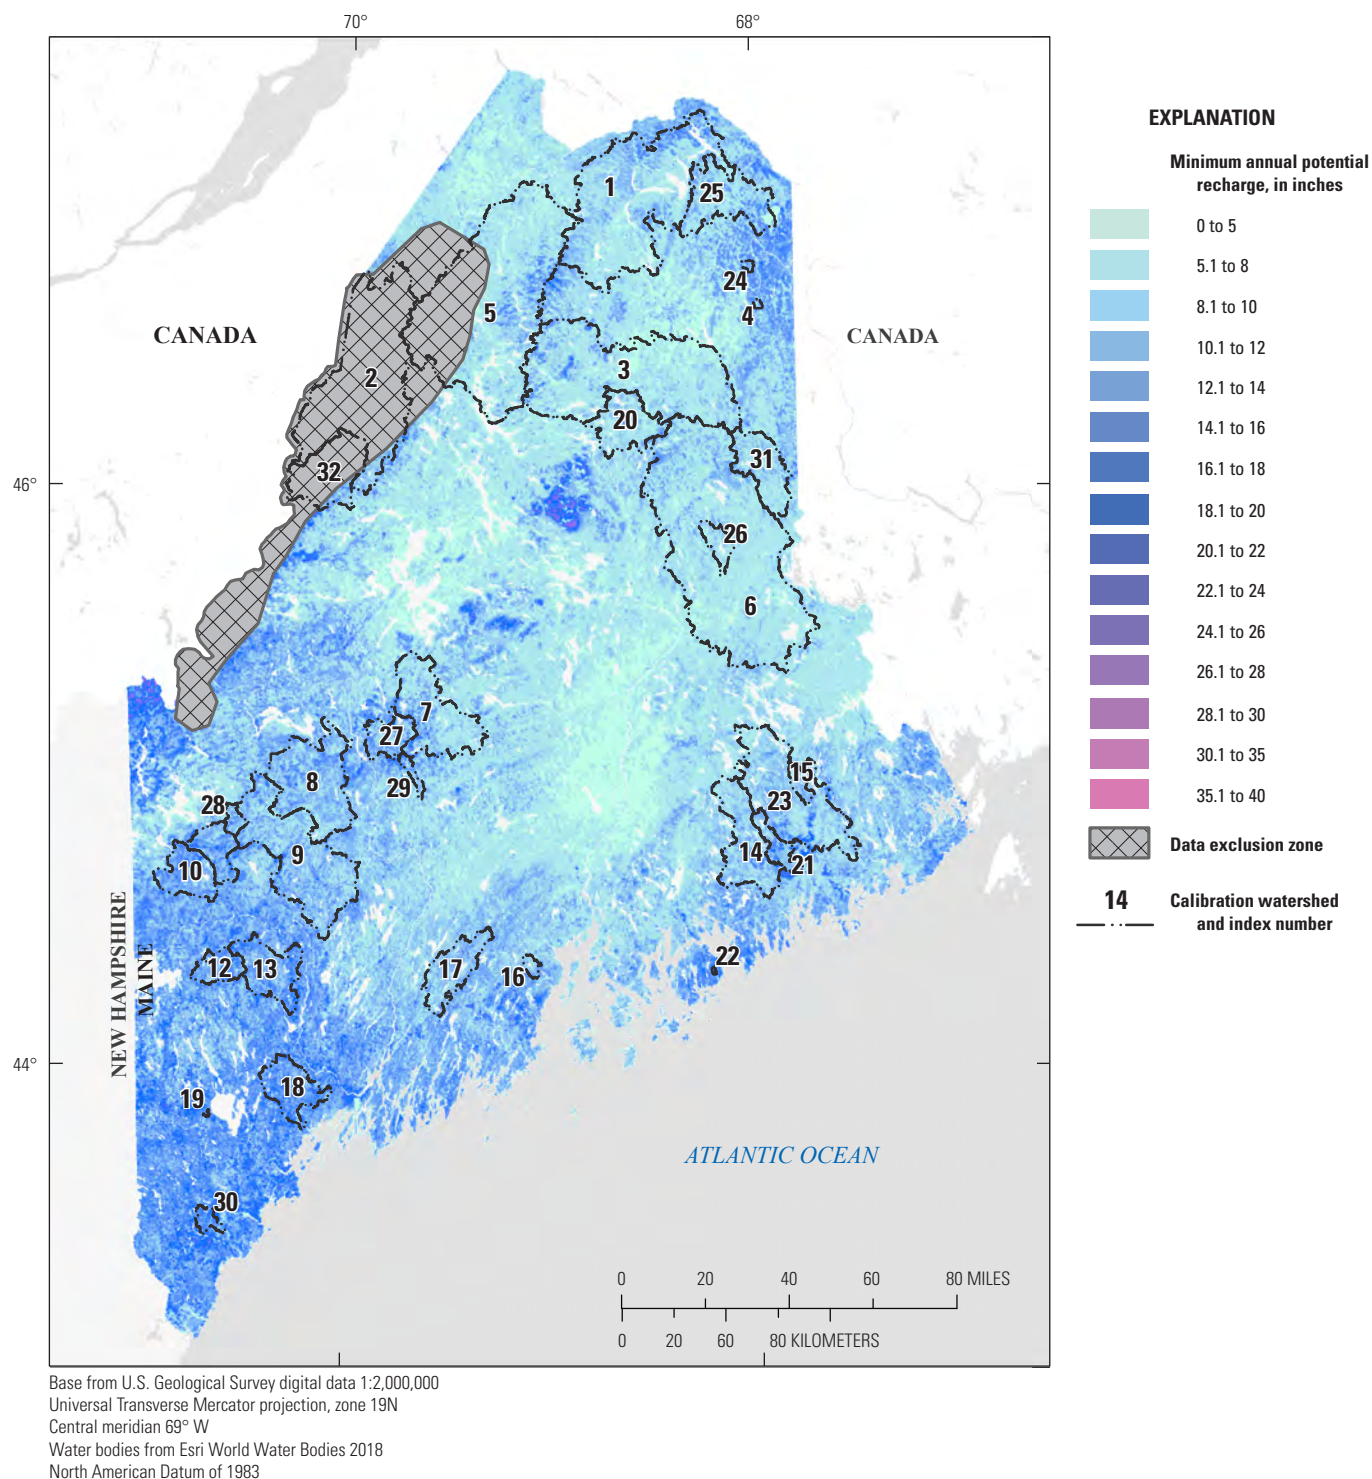 70°
68°
EXPLANATION
Minimum annual potential
recharge, in inches
0 to 5
5.1 to 8
8.1 to 10
10.1 to 12
12.1 to 14
14.1 to 16
16.1 to 18
18.1 to 20
20.1 to 22
22.1 to 24
24.1 to 26
26.1 to 28
28.1 to 30
30.1 to 35
35.1 to 40
Data exclusion zone
14
Calibration watershed
and index number
1
25
24
4
CANADA
5
CANADA
3
2
20
31
32
46°
26
6
7
27
8
29
28
15
23
9
14
21
10
22
12
13
17
16
NEW HAMPSHIRE
MAINE
44°
18
19
ATLANTIC OCEAN
30
0 20 40 60 80 MILES
0 20 60 80 KILOMETERS
Base from U.S. Geological Survey digital data 1:2,000,000
Universal Transverse Mercator projection, zone 19N
Central meridian 69° W
Water bodies from Esri World Water Bodies 2018
North American Datum of 1983